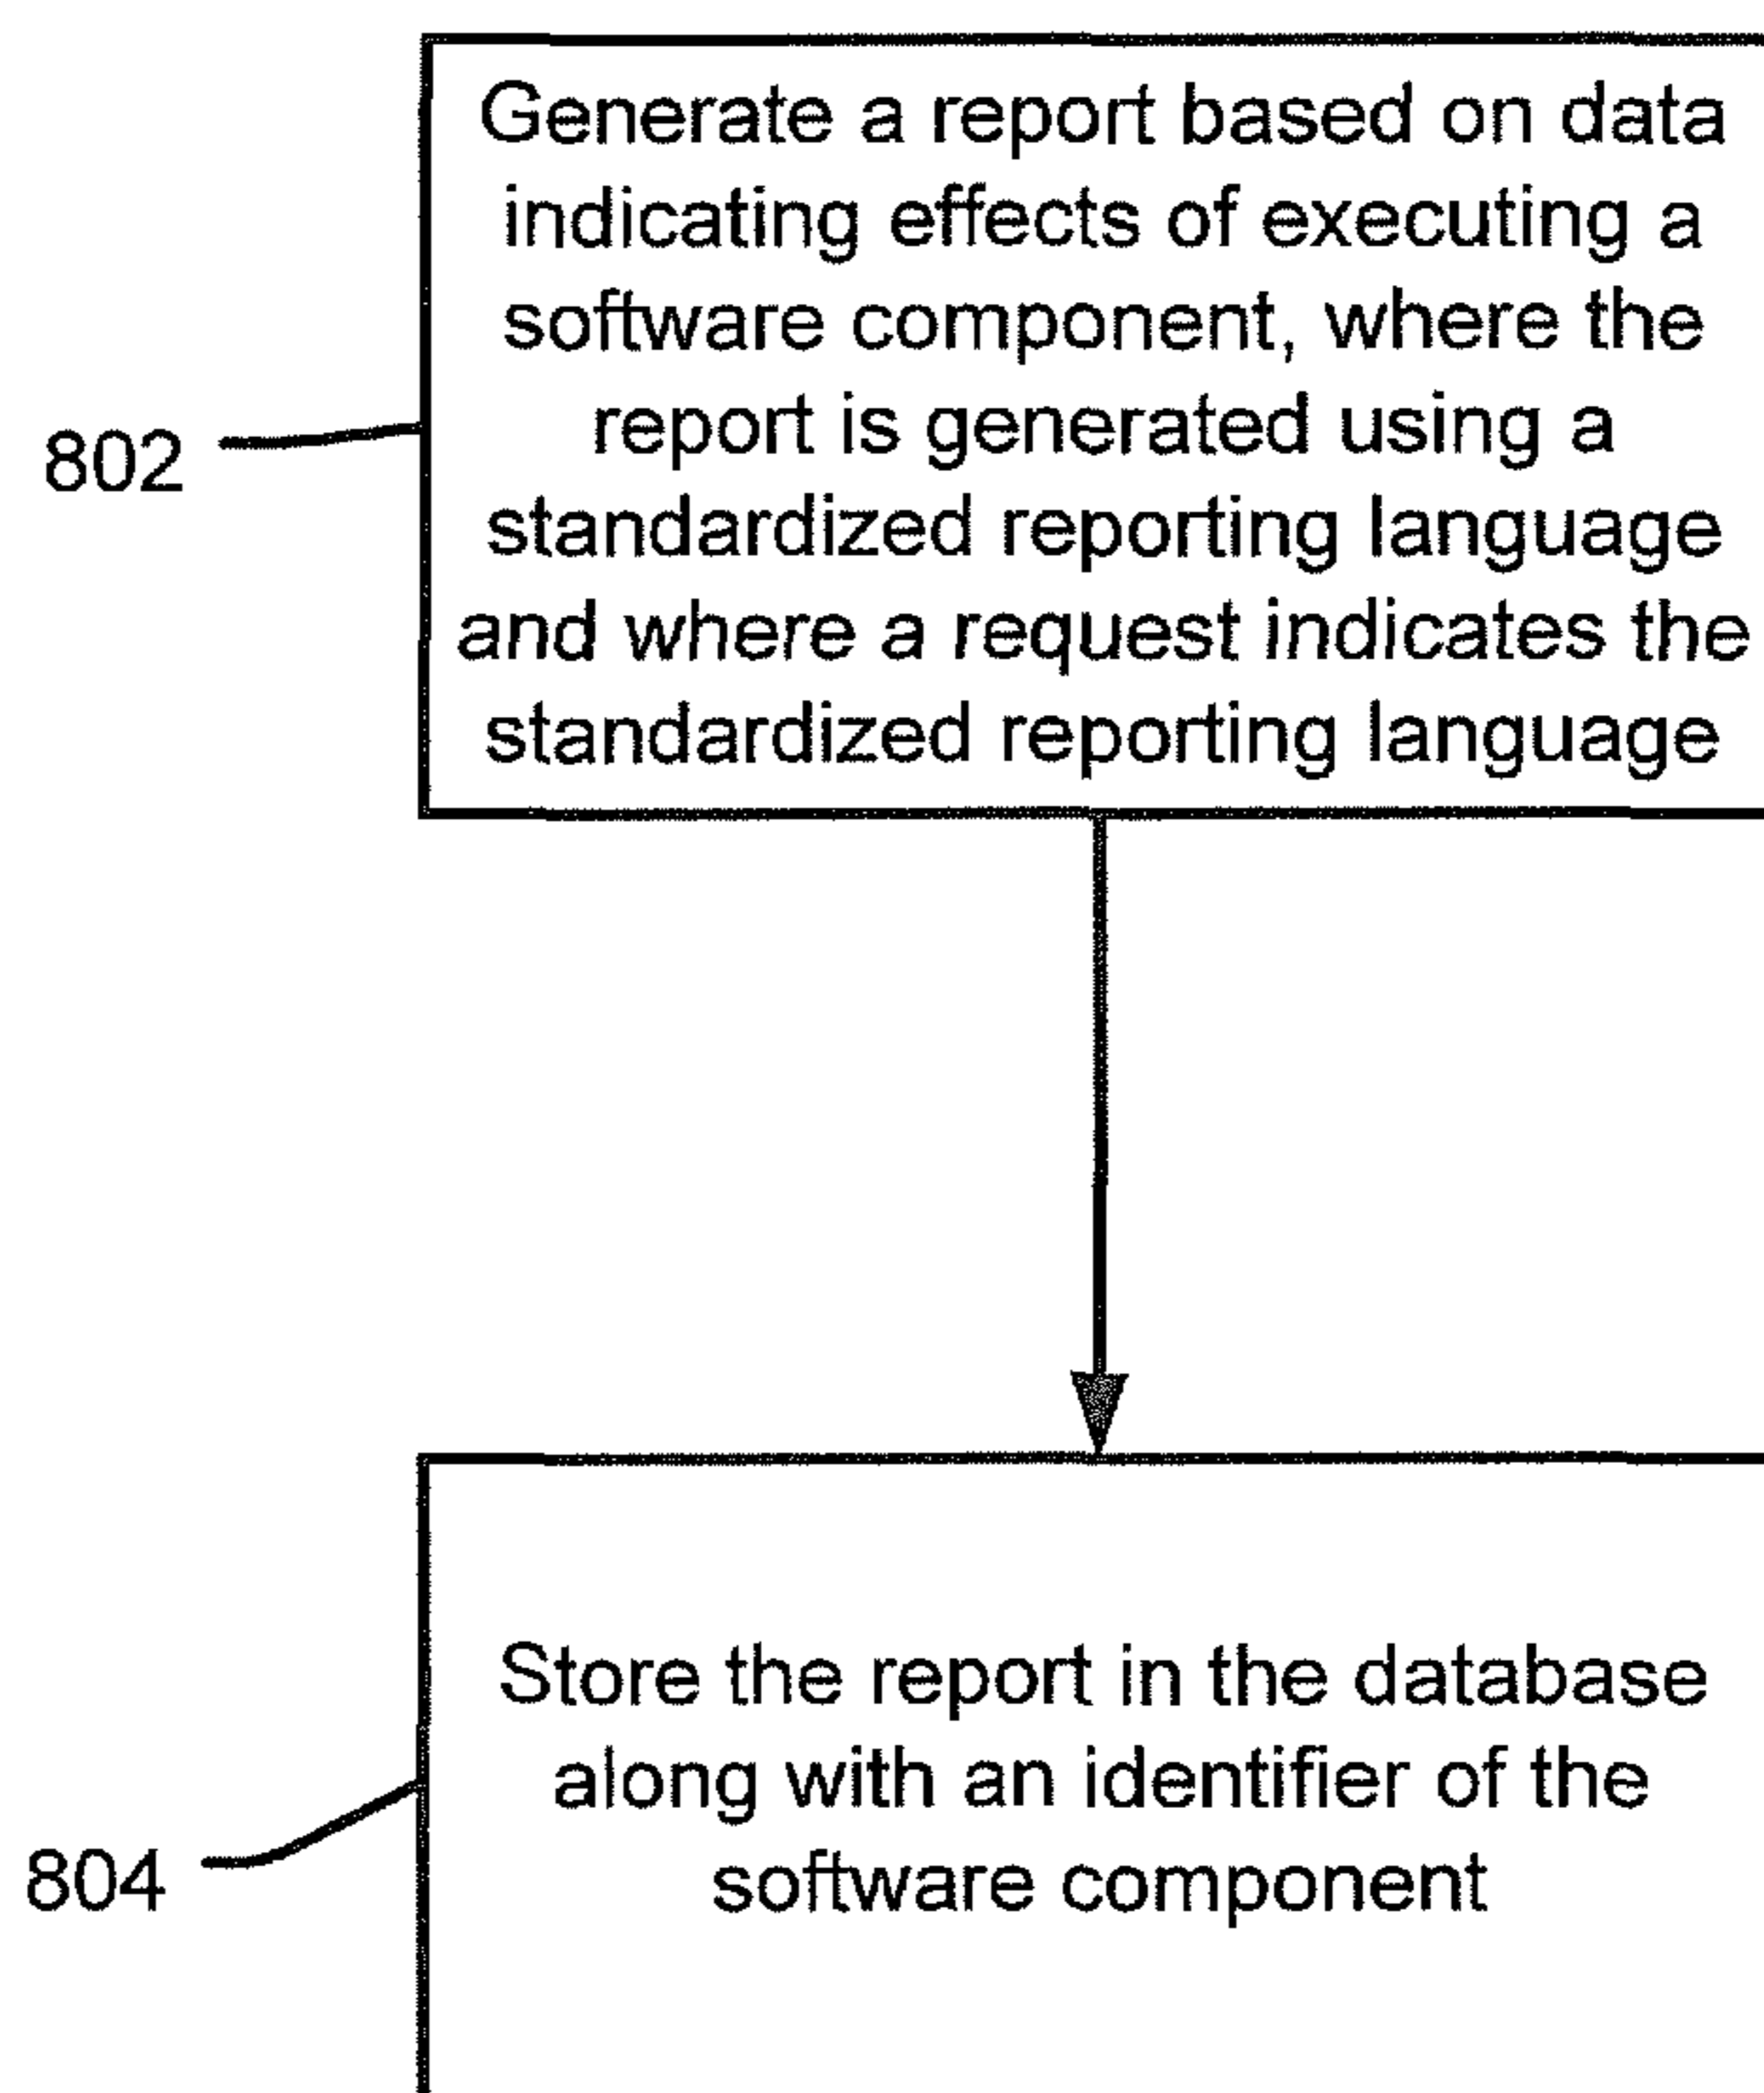 Generate a report based on data
indicating effects of executing a
software component, where the
report is generated using a
standardized reporting language
and where a request indicates the
standardized reporting language
802
Store the report in the database
along with an identifier of the
software component
804